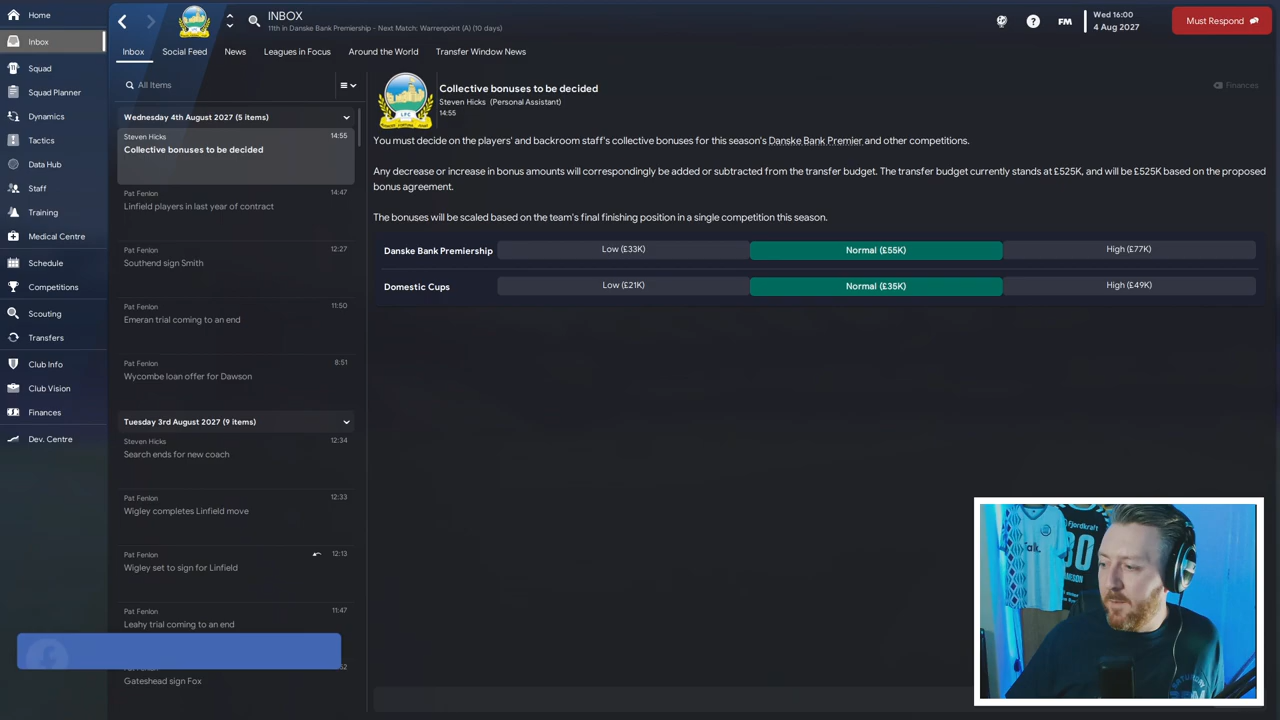 Home
Inbox
Squad
Squad Planner
Dynamics
Tactics
Data Hub
Staff
Training
Medical Centre
Schedule
Competitions
Scouting
Transfers
Club Info
Club Vision
Finances
Dev. Centre
INBOX
11th in Danske Bank Premiership - Next Match: Warrenpoint (A) (10 days)
FM
Wed 16:00
4 Aug 2027
Must Respond
Inbox Social Feed News Leagues in Focus Around the World Transfer Window News
All Items
Wednesday 4th August 2027 (5 items)
Steven Hicks 14:55
Collective bonuses to be decided
Pat Fenlon 14:47
Linfield players in last year of contract
Pat Fenlon 12:27
Southend sign Smith
Pat Fenlon 11:50
Emeran trial coming to an end
Pat Fenlon 8:51
Wycombe loan offer for Dawson
Tuesday 3rd August 2027 (9 items)
Steven Hicks 12:34
Search ends for new coach
Pat Fenlon 12:33
Wigley completes Linfield move
Pat Fenlon 12:13
Wigley set to sign for Linfield
Pat Fenlon 11:47
Leahy trial coming to an end
Gateshead sign Fox
Collective bonuses to be decided
Steven Hicks (Personal Assistant)
14:55
Finances
You must decide on the players' and backroom staff's collective bonuses for this season's Danske Bank Premier and other competitions.
Any decrease or increase in bonus amounts will correspondingly be added or subtracted from the transfer budget. The transfer budget currently stands at £525K, and will be £525K based on the proposed
bonus agreement.
The bonuses will be scaled based on the team's final finishing position in a single competition this season.
Danske Bank Premiership Low (£33K) Normal (£55K) High (£77K)
Domestic Cups Low (£21K) Normal (£35K) High (£49K)
LFC